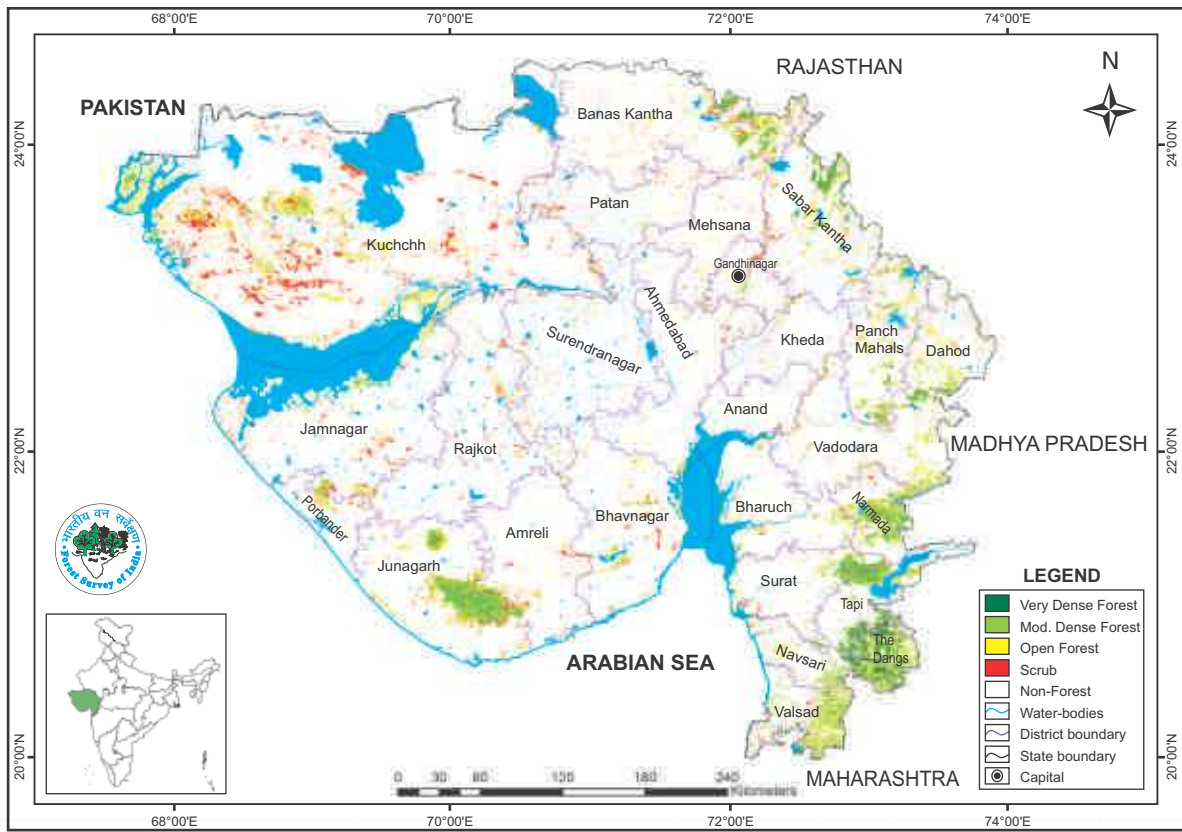 68°00'E 70°00'E 72°00'E 74°00'E
RAJASTHAN
N
PAKISTAN
Banas Kantha
24°00'N 24°00'N
Sabar Kantha
Patan
Mehsana
Kuchchh
Gandhinagar
Ahmedabad
Surendranagar
Kheda
Panch
Mahals
Dahod
Anand
Jamnagar
Rajkot
Vadodara
MADHYA PRADESH
22°00'N 22°00'N
Porbander
Narmada
Bhavnagar
Bharuch
Amreli
Junagarh
Surat
Tapi
The
Dangs
Navsari
ARABIAN SEA
Valsad
भारतीय वन सर्वेक्षण
Forest Survey of India
LEGEND
Very Dense Forest
Mod. Dense Forest
Open Forest
Scrub
Non-Forest
Water-bodies
District boundary
State boundary
Capital
20°00'N 20°00'N
0 30 60 120 180 240
Kilometers
MAHARASHTRA
68°00'E 70°00'E 72°00'E 74°00'E